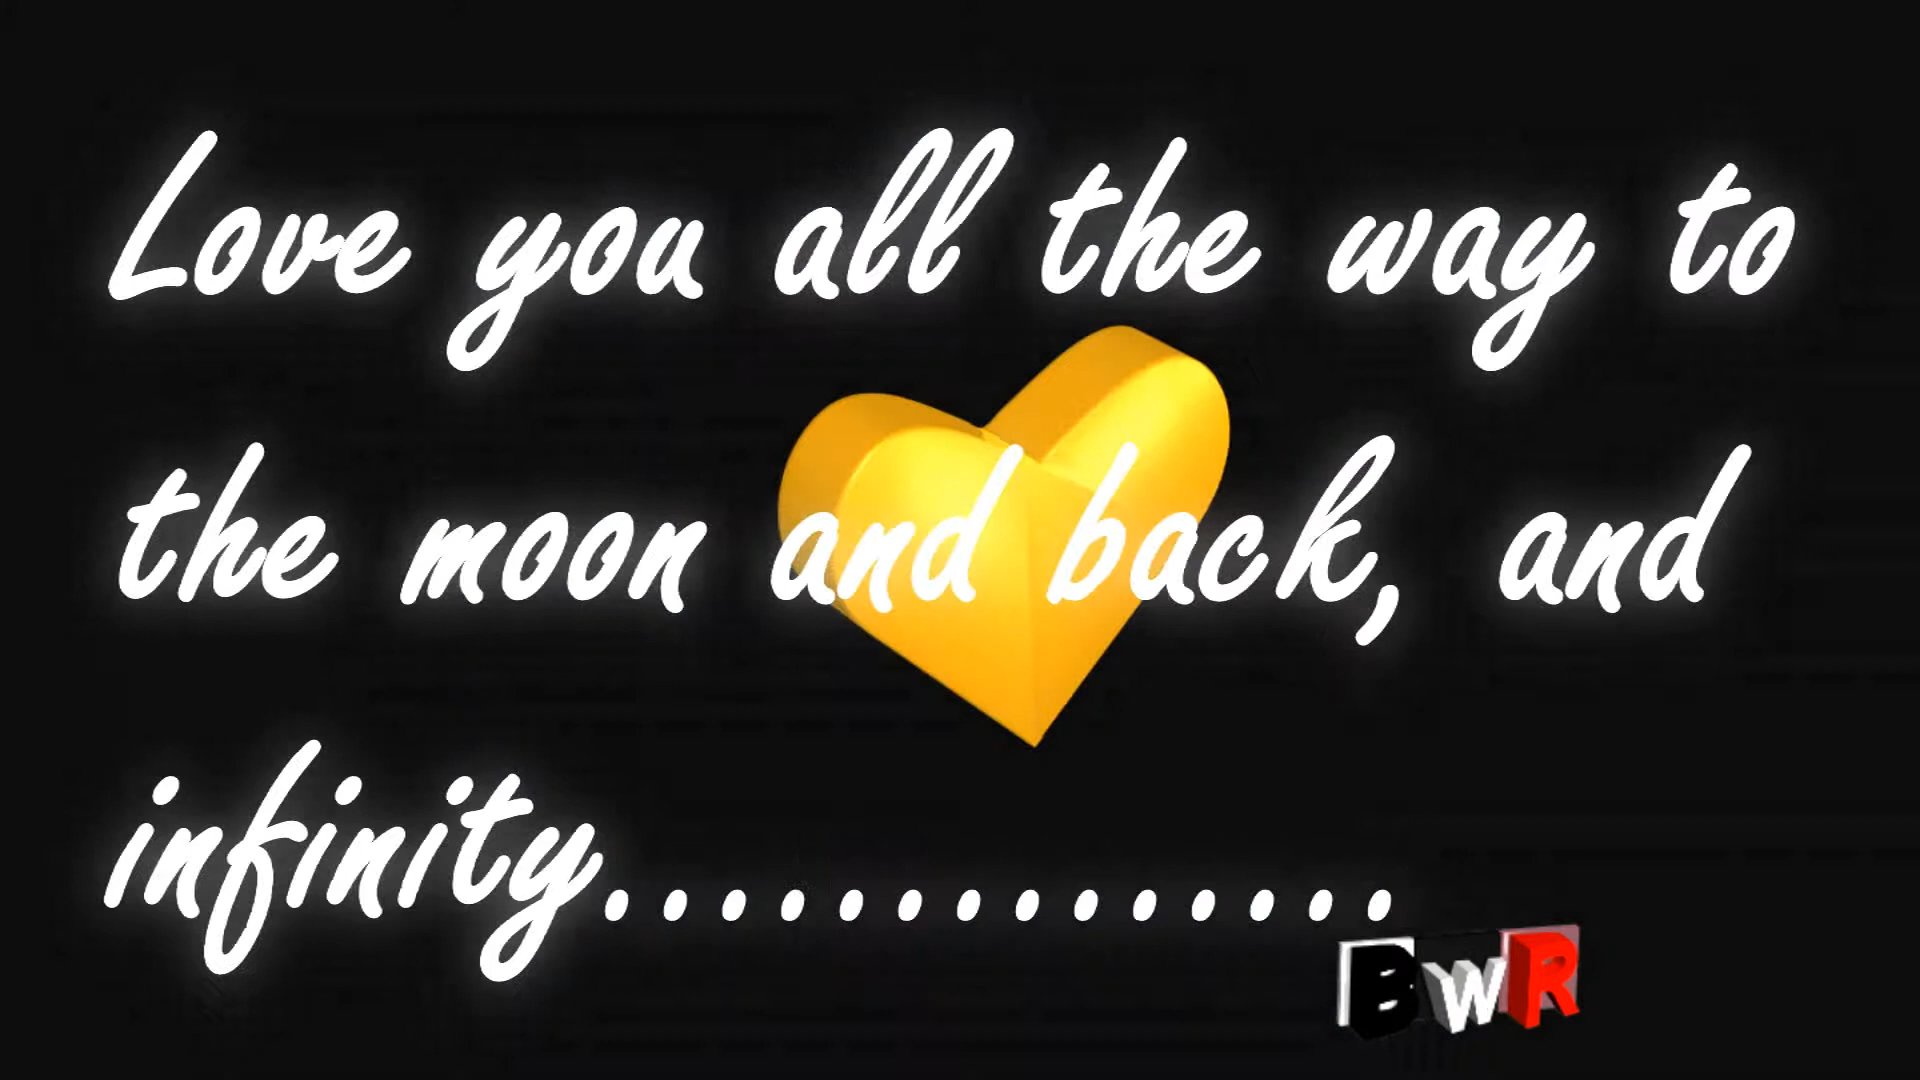 Love you all the way to
the moon and back, and
infinity..............
BWR